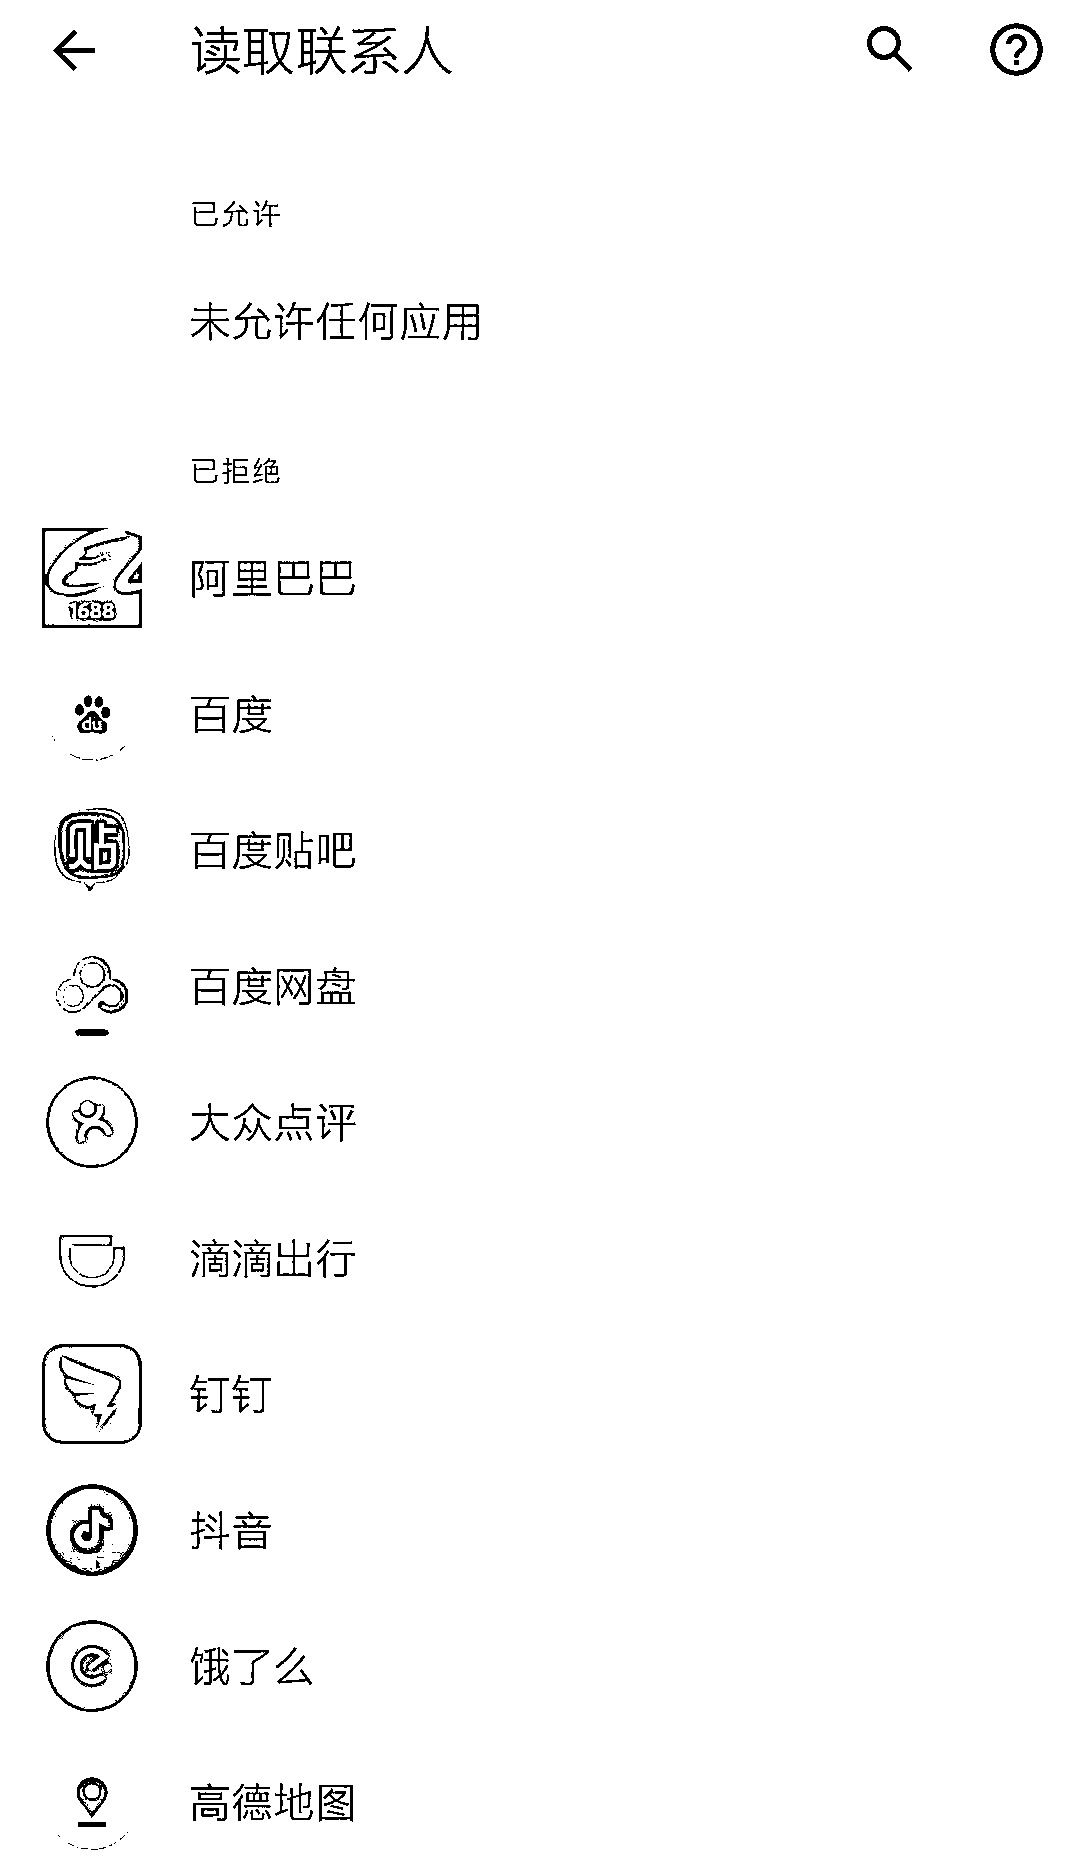 读取联系人
已允许
未允许任何应用
已拒绝
1688
阿里巴巴
du
百度
贴
百度贴吧
百度网盘
大众点评
滴滴出行
钉钉
抖音
饿了么
高德地图